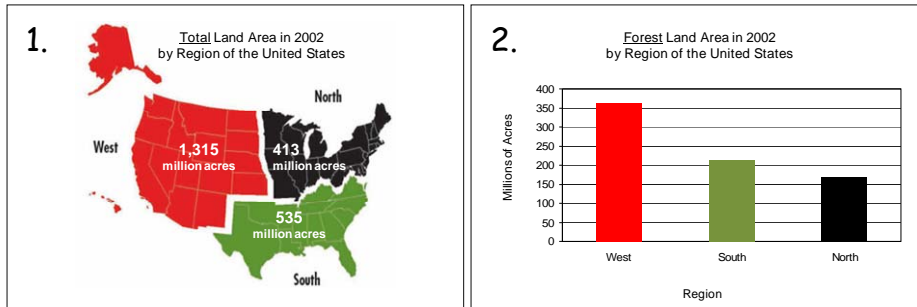 1.
Total Land Area in 2002
by Region of the United States
North
West
1,315
million acres
413
million acres
535
million acres
South
2.
Forest Land Area in 2002
by Region of the United States
Millions of Acres
400
350
300
250
200
150
100
50
0
West
South
North
Region